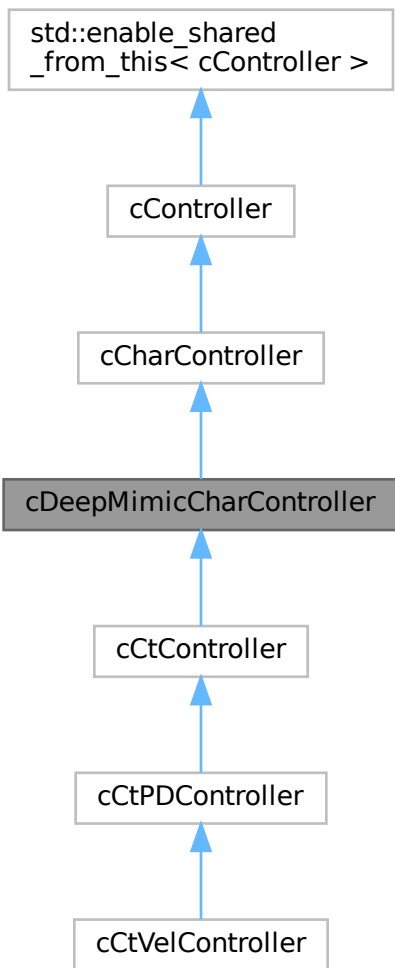 std::enable_shared
_from_this< cController >
cController
cCharController
cDeepMimicCharController
cCtController
cCtPDController
cCtVelController